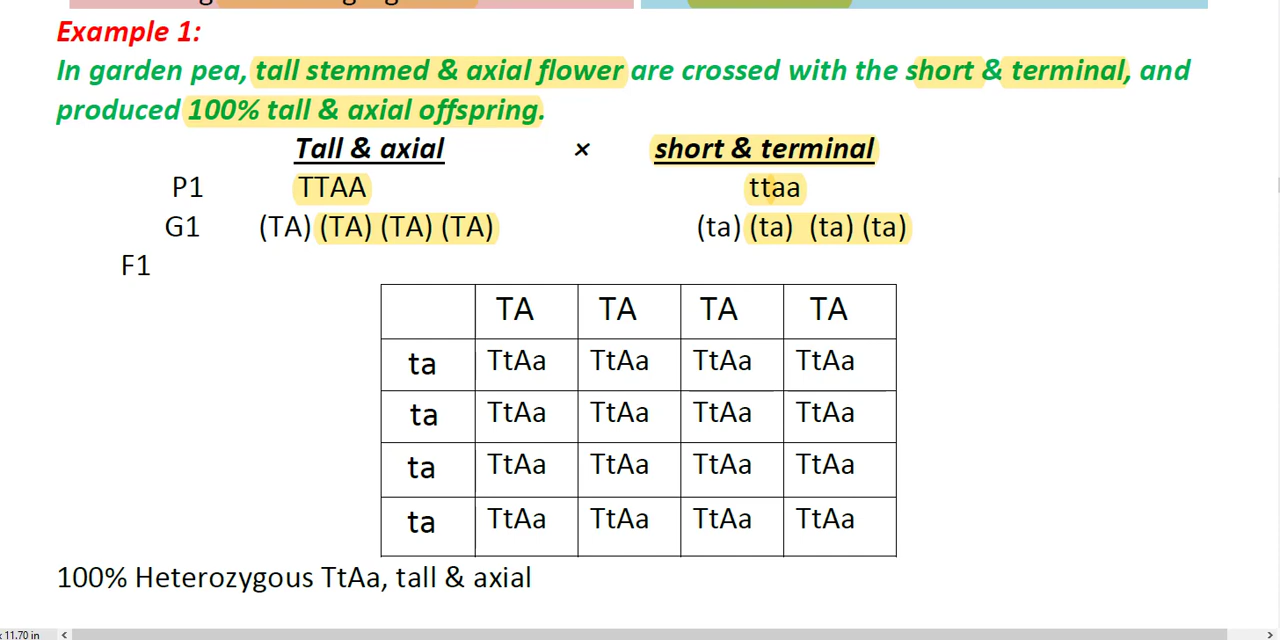 Example 1:
In garden pea, tall stemmed & axial flower are crossed with the short & terminal, and
produced 100% tall & axial offspring.
Tall & axial × short & terminal
P1 TTAA ttaa
G1 (TA) (TA) (TA) (TA) (ta) (ta) (ta) (ta)
F1
TA TA TA TA
ta TtAa TtAa TtAa TtAa
ta TtAa TtAa TtAa TtAa
ta TtAa TtAa TtAa TtAa
ta TtAa TtAa TtAa TtAa
100% Heterozygous TtAa, tall & axial
x 11.70 in